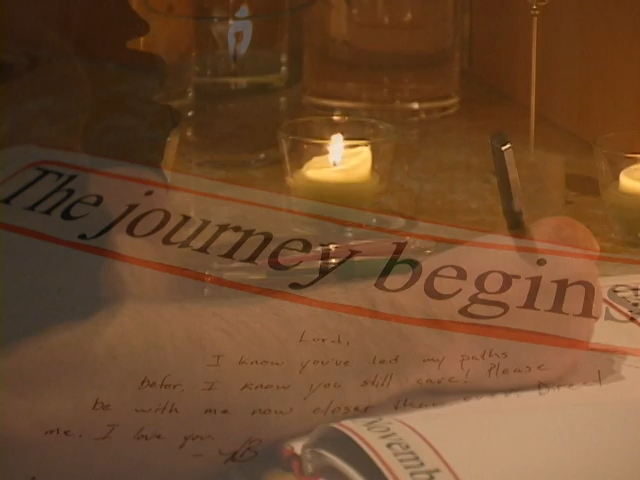 The journey begins
Lord,
I know you've led my paths
befor. I know you still care! Please
be with me now closer than ever. Direct
me. I love you.
Novemb